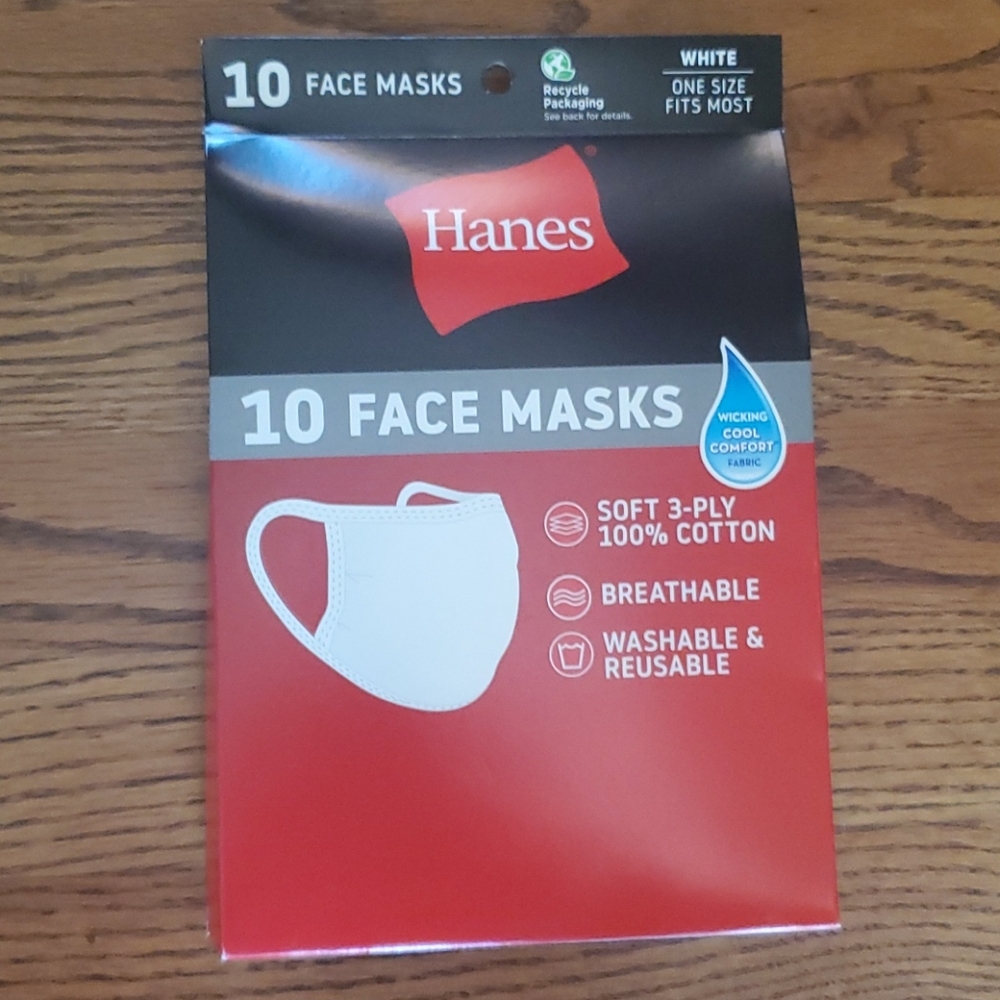 10 FACE MASKS
Recycle
Packaging
See back for details.
WHITE
ONE SIZE
FITS MOST
Hanes®
10 FACE MASKS
WICKING
COOL
COMFORT
FABRIC
SOFT 3-PLY
100% COTTON
BREATHABLE
WASHABLE &
REUSABLE